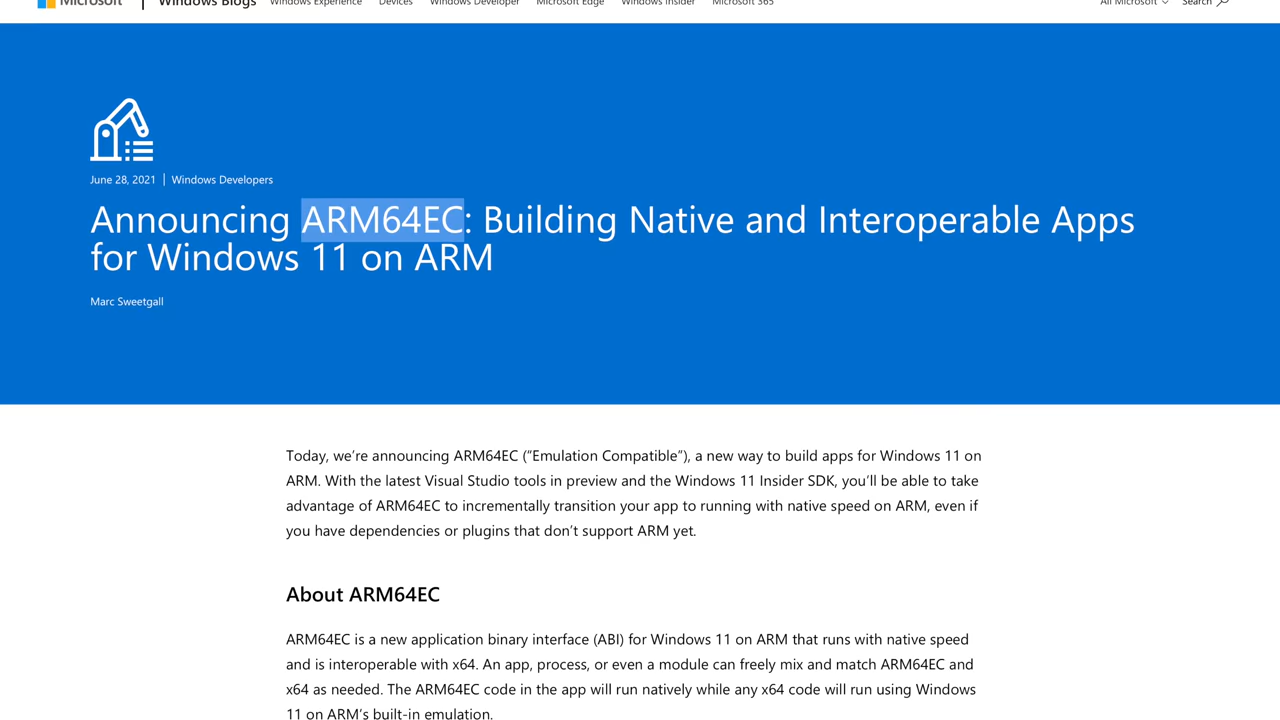 Microsoft | Windows Blogs Windows Experience Devices Windows Developer Microsoft Edge Windows Insider Microsoft 365 All Microsoft Search
June 28, 2021 | Windows Developers
Announcing ARM64EC: Building Native and Interoperable Apps
for Windows 11 on ARM
Marc Sweetgall
Today, we’re announcing ARM64EC (“Emulation Compatible”), a new way to build apps for Windows 11 on
ARM. With the latest Visual Studio tools in preview and the Windows 11 Insider SDK, you’ll be able to take
advantage of ARM64EC to incrementally transition your app to running with native speed on ARM, even if
you have dependencies or plugins that don’t support ARM yet.
About ARM64EC
ARM64EC is a new application binary interface (ABI) for Windows 11 on ARM that runs with native speed
and is interoperable with x64. An app, process, or even a module can freely mix and match ARM64EC and
x64 as needed. The ARM64EC code in the app will run natively while any x64 code will run using Windows
11 on ARM’s built-in emulation.